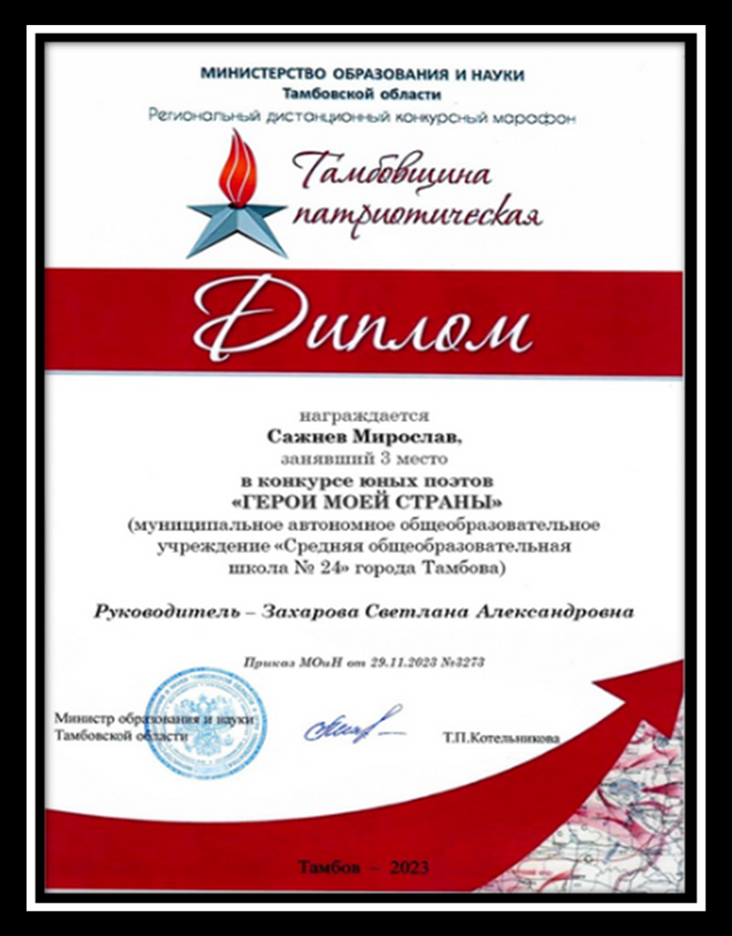 МИНИСТЕРСТВО ОБРАЗОВАНИЯ И НАУКИ
Тамбовской области
Региональный дистанционный конкурсный марафон
Тамбовщина
патриотическая
Диплом
награждается
Сажнев Мирослав,
занявший 3 место
в конкурсе юных поэтов
«ГЕРОИ МОЕЙ СТРАНЫ»
(муниципальное автономное общеобразовательное
учреждение «Средняя общеобразовательная
школа № 24» города Тамбова)
Руководитель – Захарова Светлана Александровна
Приказ МОиН от 29.11.2023 №3273
Министр образования и науки
Тамбовской области
Т.П.Котельникова
Тамбов – 2023